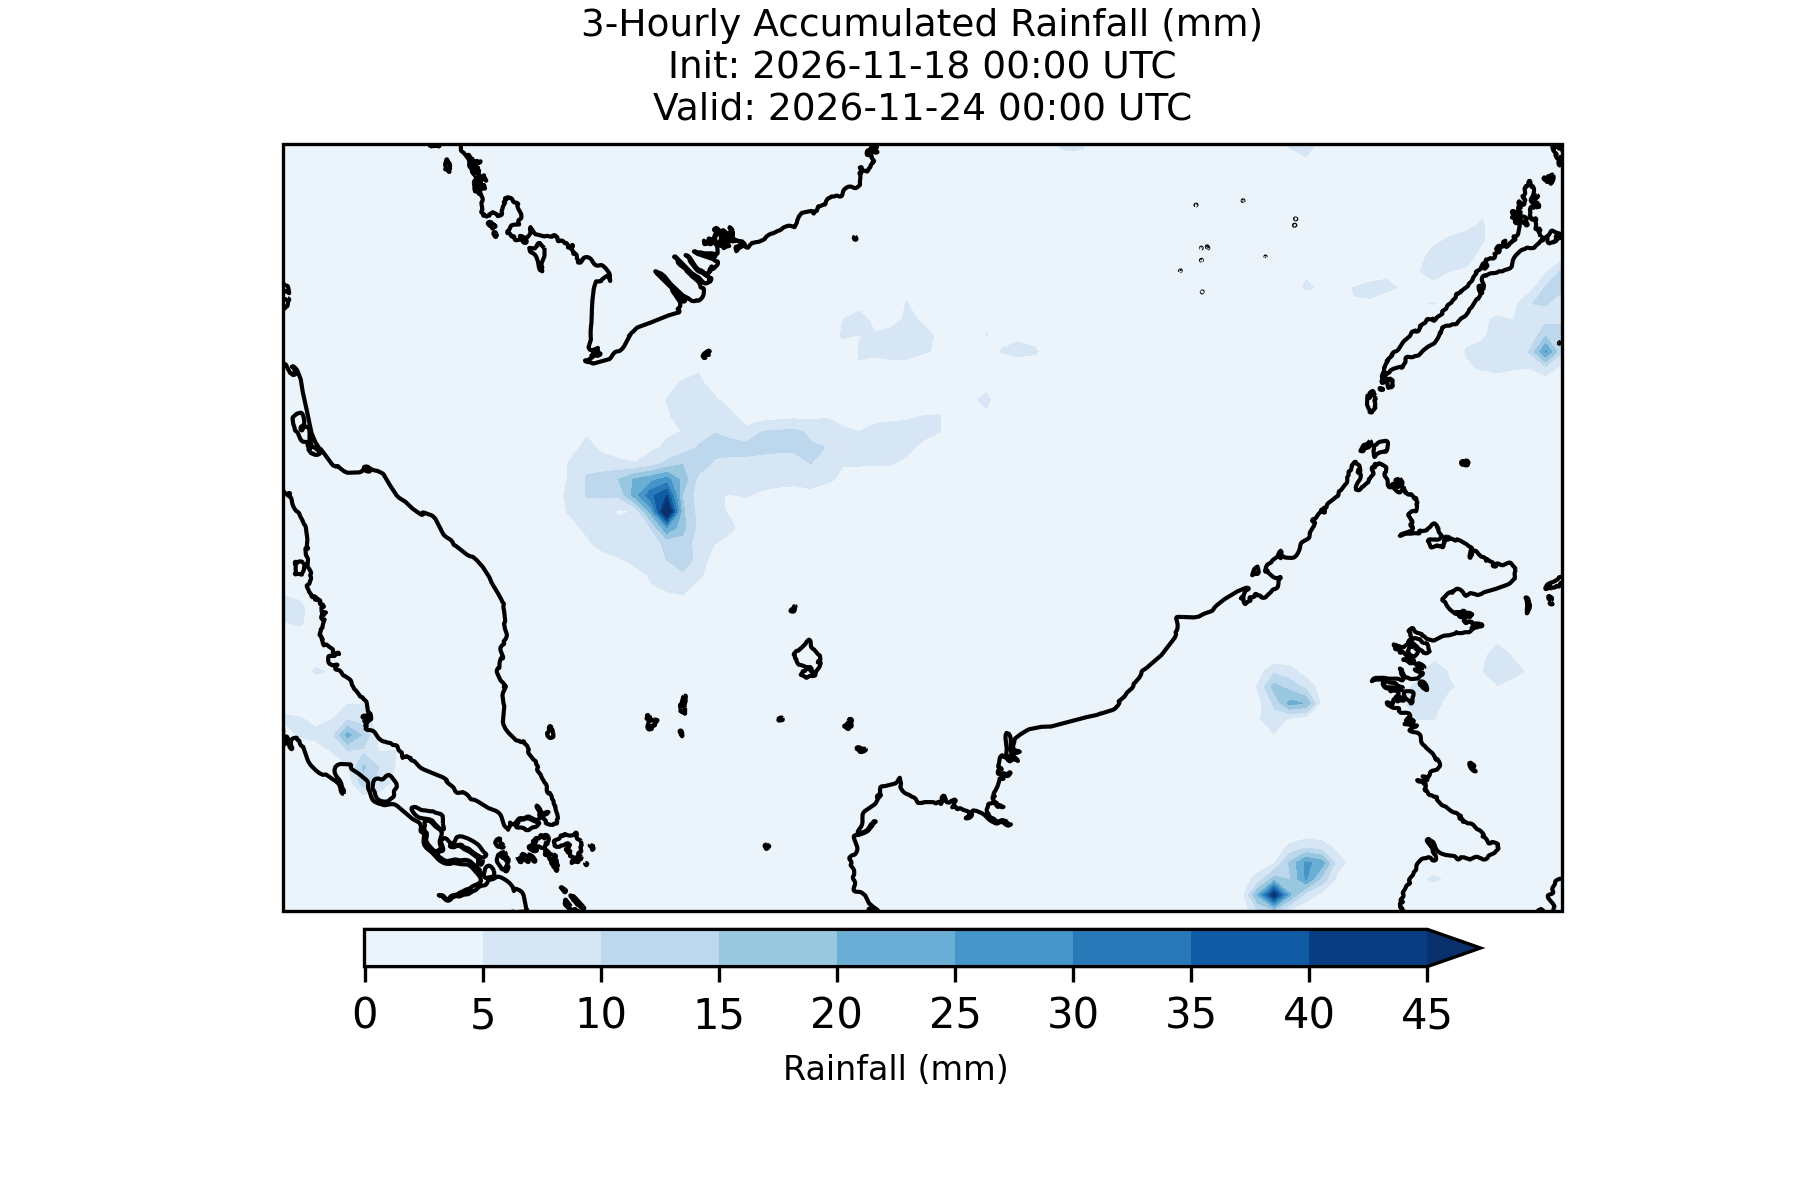 3-Hourly Accumulated Rainfall (mm)
Init: 2026-11-18 00:00 UTC
Valid: 2026-11-24 00:00 UTC
0 5 10 15 20 25 30 35 40 45
Rainfall (mm)